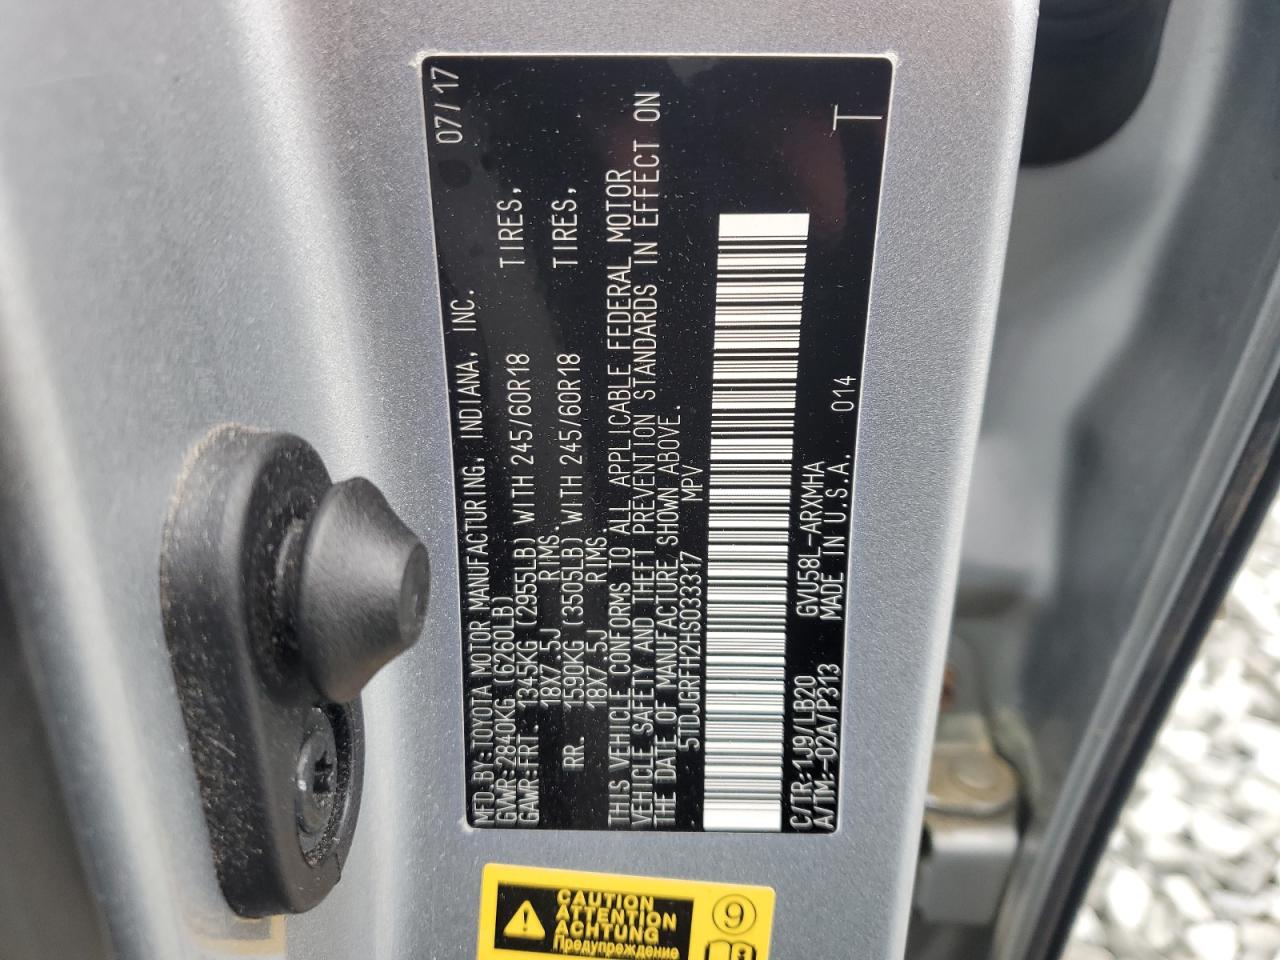 MFD.BY:TOYOTA MOTOR MANUFACTURING, INDIANA, INC. 07/17
GVWR:2840KG (6260LB)
GAWR:FRT 1345KG (2955LB) WITH 245/60R18 TIRES,
18X7.5J RIMS.
RR. 1590KG (3505LB) WITH 245/60R18 TIRES,
18X7.5J RIMS.
THIS VEHICLE CONFORMS TO ALL APPLICABLE FEDERAL MOTOR
VEHICLE SAFETY AND THEFT PREVENTION STANDARDS IN EFFECT ON
THE DATE OF MANUFACTURE SHOWN ABOVE.
5TDJGRFH2HS033317 MPV
C/TR:1J9/LB20 GVU58L-ARXMHA
A/TM:-02A/P313 MADE IN U.S.A. 014 T
CAUTION
ATTENTION
ACHTUNG
Предупреждение
9